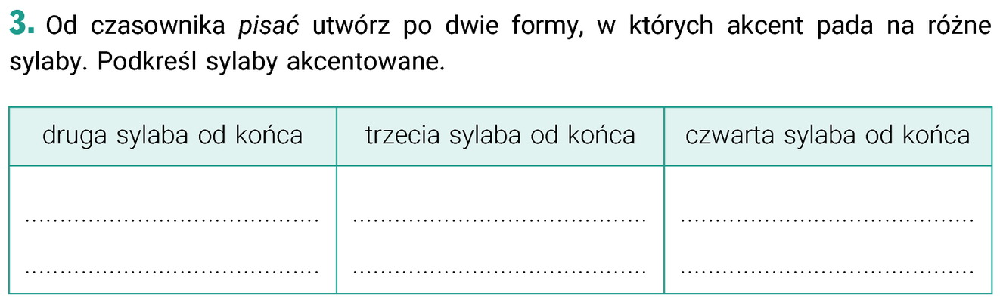 3. Od czasownika pisać utwórz po dwie formy, w których akcent pada na różne
sylaby. Podkreśl sylaby akcentowane.
druga sylaba od końca trzecia sylaba od końca czwarta sylaba od końca
.......................................... .......................................... ..........................................
.......................................... .......................................... ..........................................